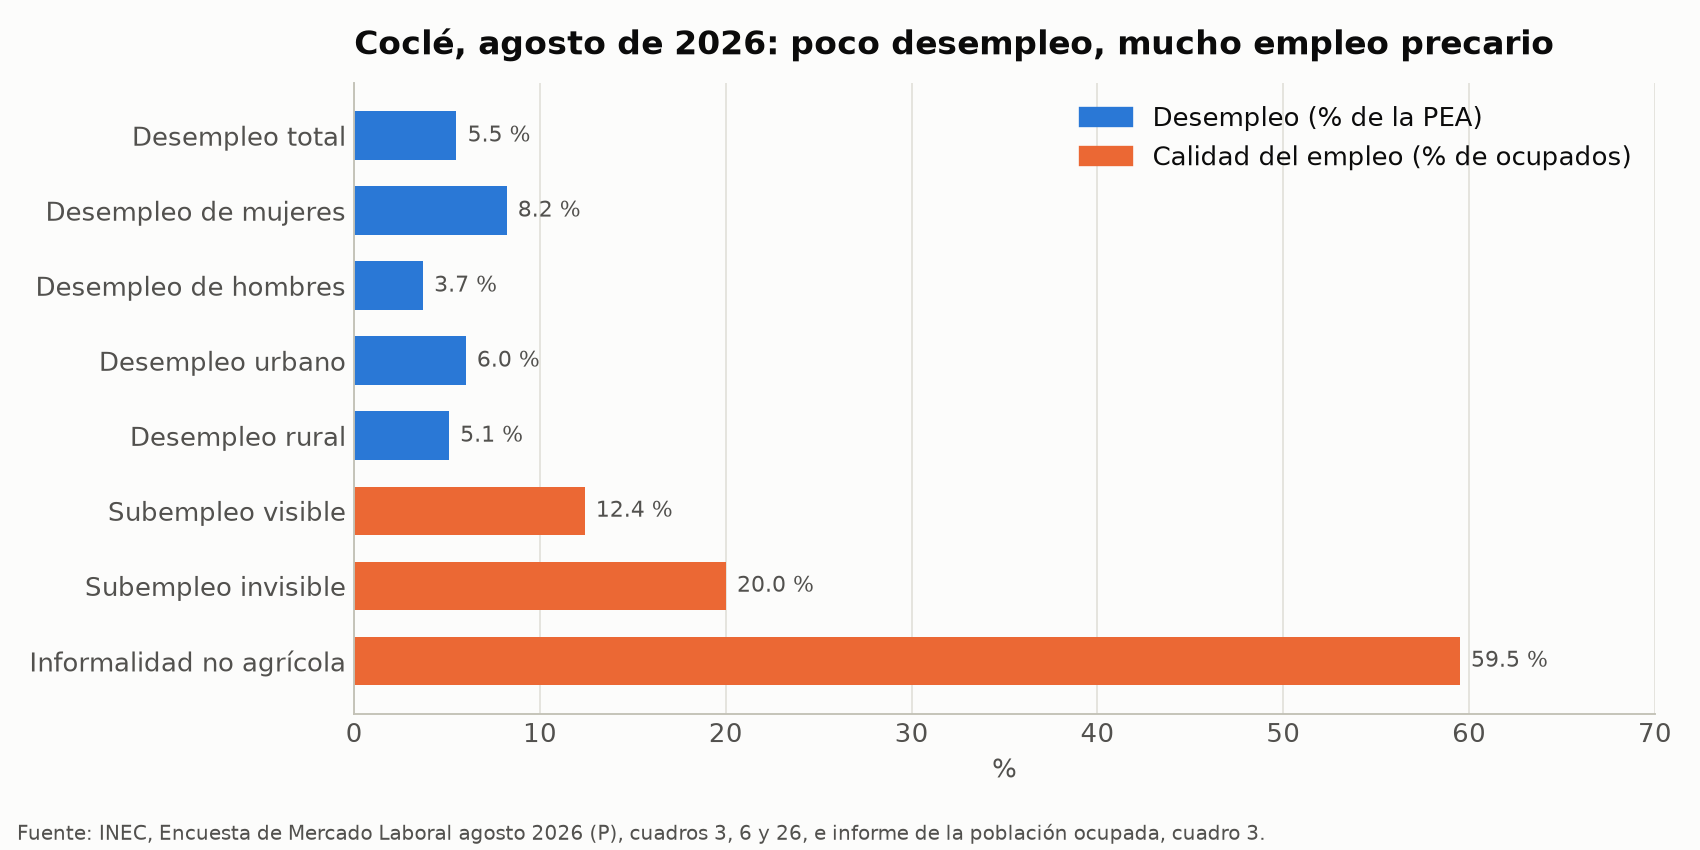 Coclé, agosto de 2026: poco desempleo, mucho empleo precario
Desempleo (% de la PEA)
Calidad del empleo (% de ocupados)
Desempleo total 5.5 %
Desempleo de mujeres 8.2 %
Desempleo de hombres 3.7 %
Desempleo urbano 6.0 %
Desempleo rural 5.1 %
Subempleo visible 12.4 %
Subempleo invisible 20.0 %
Informalidad no agrícola 59.5 %
0 10 20 30 40 50 60 70
%
Fuente: INEC, Encuesta de Mercado Laboral agosto 2026 (P), cuadros 3, 6 y 26, e informe de la población ocupada, cuadro 3.